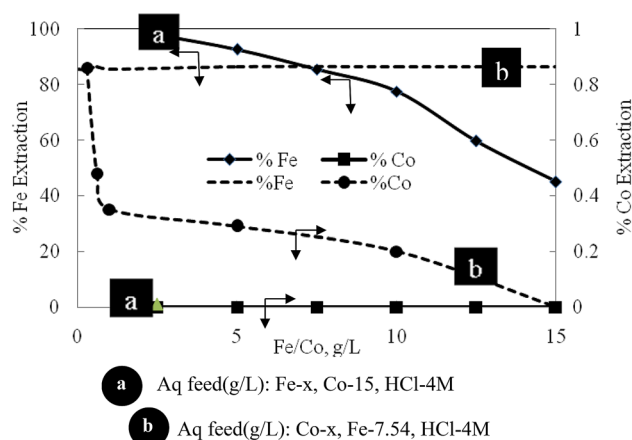 100
80
60
40
20
0
% Fe Extraction
1
0.8
0.6
0.4
0.2
0
% Co Extraction
a
b
% Fe % Co
%Fe %Co
b
a
0 5 10 15
Fe/Co, g/L
a Aq feed(g/L): Fe-x, Co-15, HCl-4M
b Aq feed(g/L): Co-x, Fe-7.54, HCl-4M